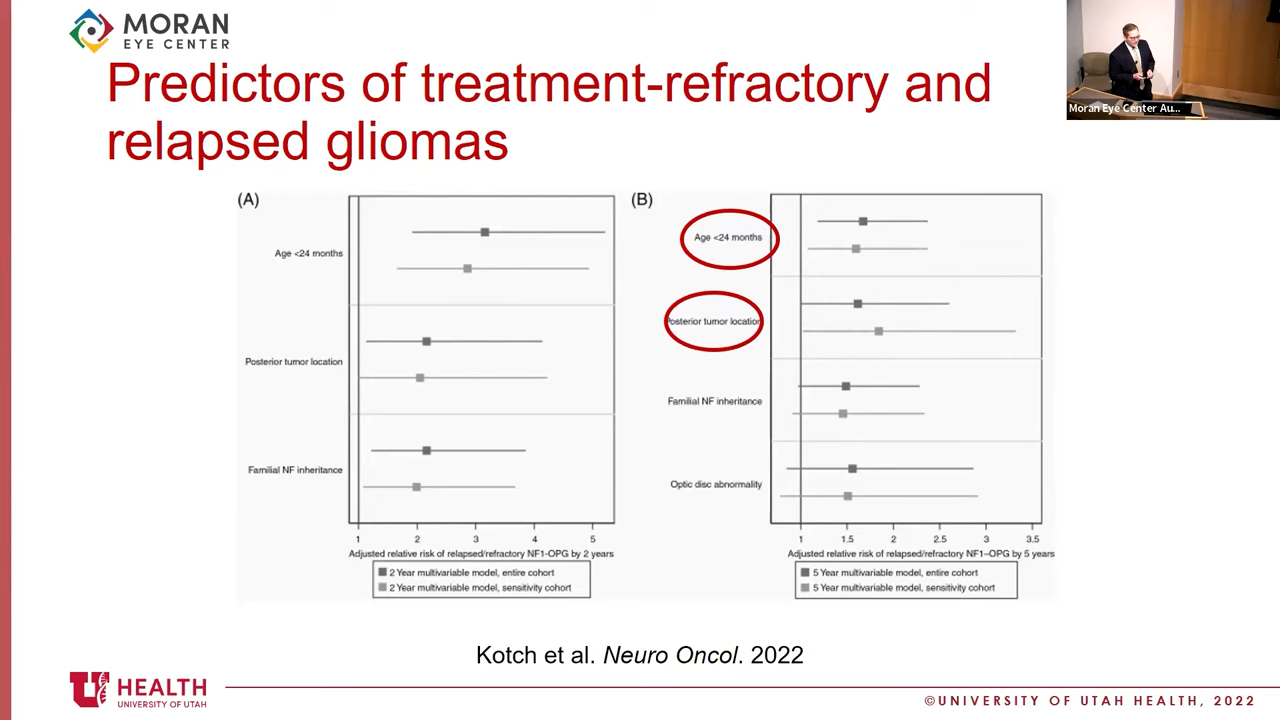 MORAN
EYE CENTER
Predictors of treatment-refractory and
relapsed gliomas
Moran Eye Center Au...
(A)
Age <24 months
Posterior tumor location
Familial NF inheritance
1 2 3 4 5
Adjusted relative risk of relapsed/refractory NF1-OPG by 2 years
2 Year multivariable model, entire cohort
2 Year multivariable model, sensitivity cohort
(B)
Age <24 months
Posterior tumor location
Familial NF inheritance
Optic disc abnormality
1 1.5 2 2.5 3 3.5
Adjusted relative risk of relapsed/refractory NF1–OPG by 5 years
5 Year multivariable model, entire cohort
5 Year multivariable model, sensitivity cohort
Kotch et al. Neuro Oncol. 2022
U HEALTH
UNIVERSITY OF UTAH
©UNIVERSITY OF UTAH HEALTH, 2022